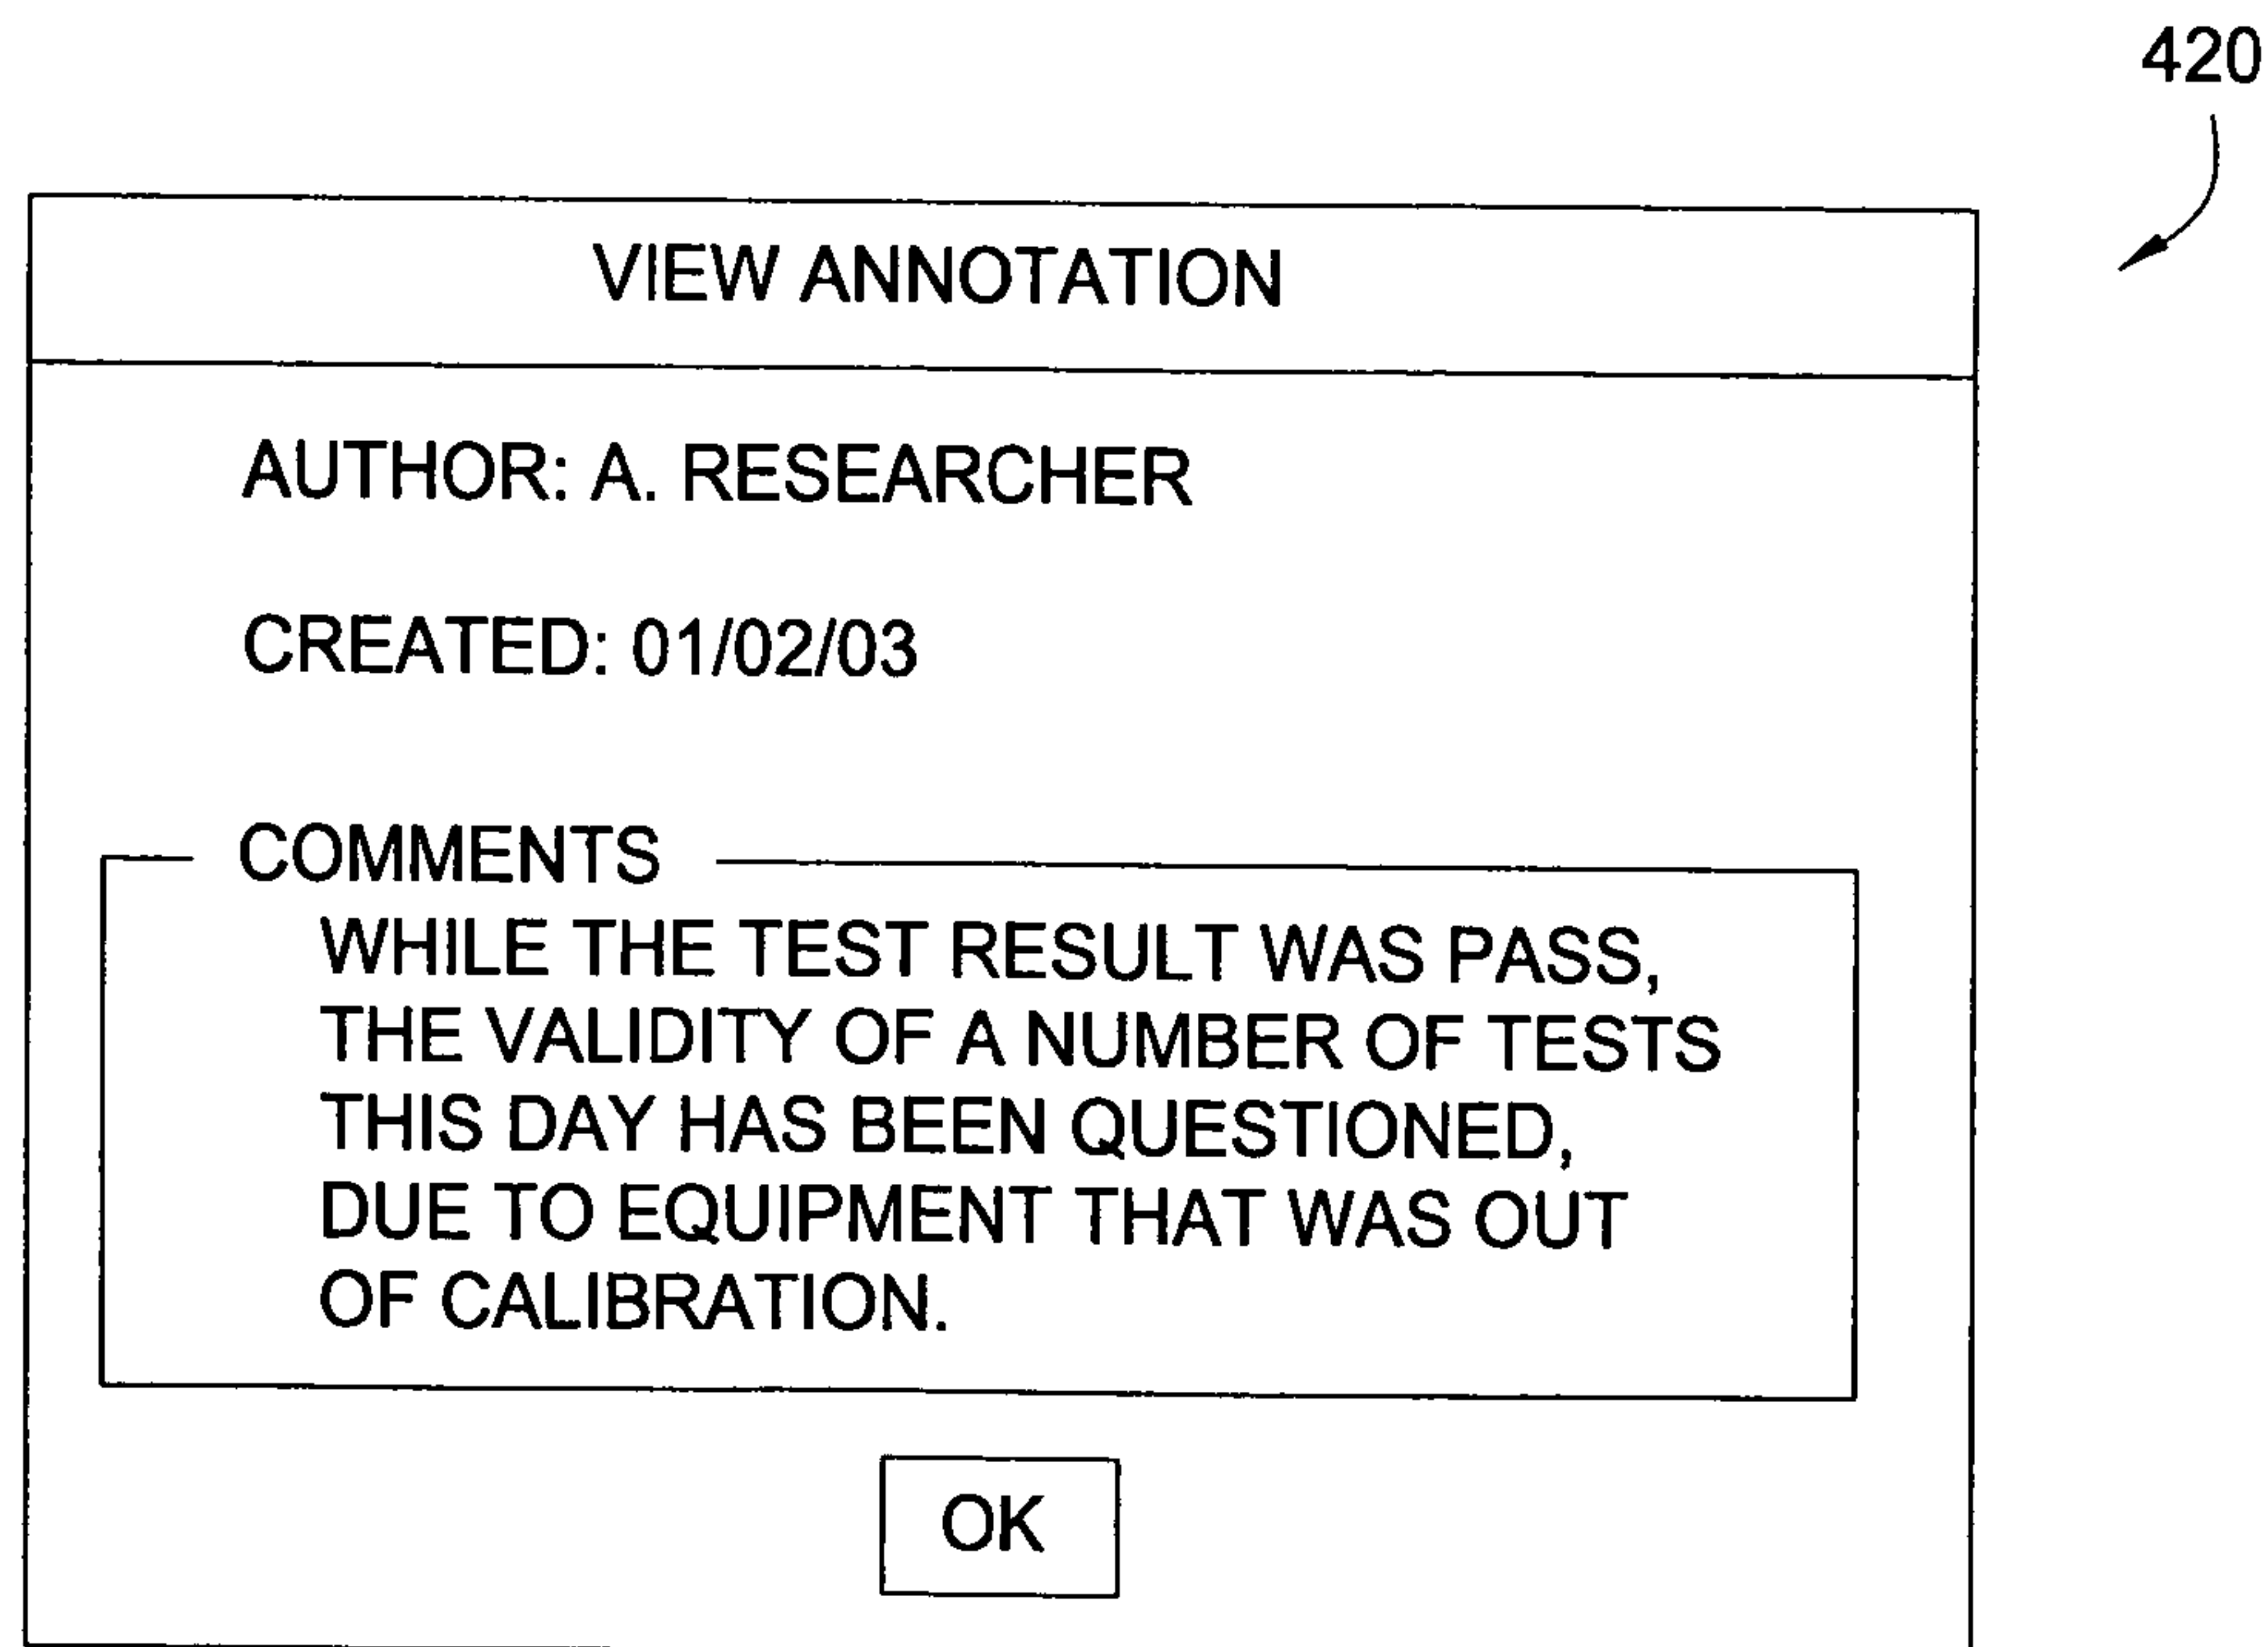 420
VIEW ANNOTATION
AUTHOR: A. RESEARCHER
CREATED: 01/02/03
COMMENTS
WHILE THE TEST RESULT WAS PASS,
THE VALIDITY OF A NUMBER OF TESTS
THIS DAY HAS BEEN QUESTIONED,
DUE TO EQUIPMENT THAT WAS OUT
OF CALIBRATION.
OK